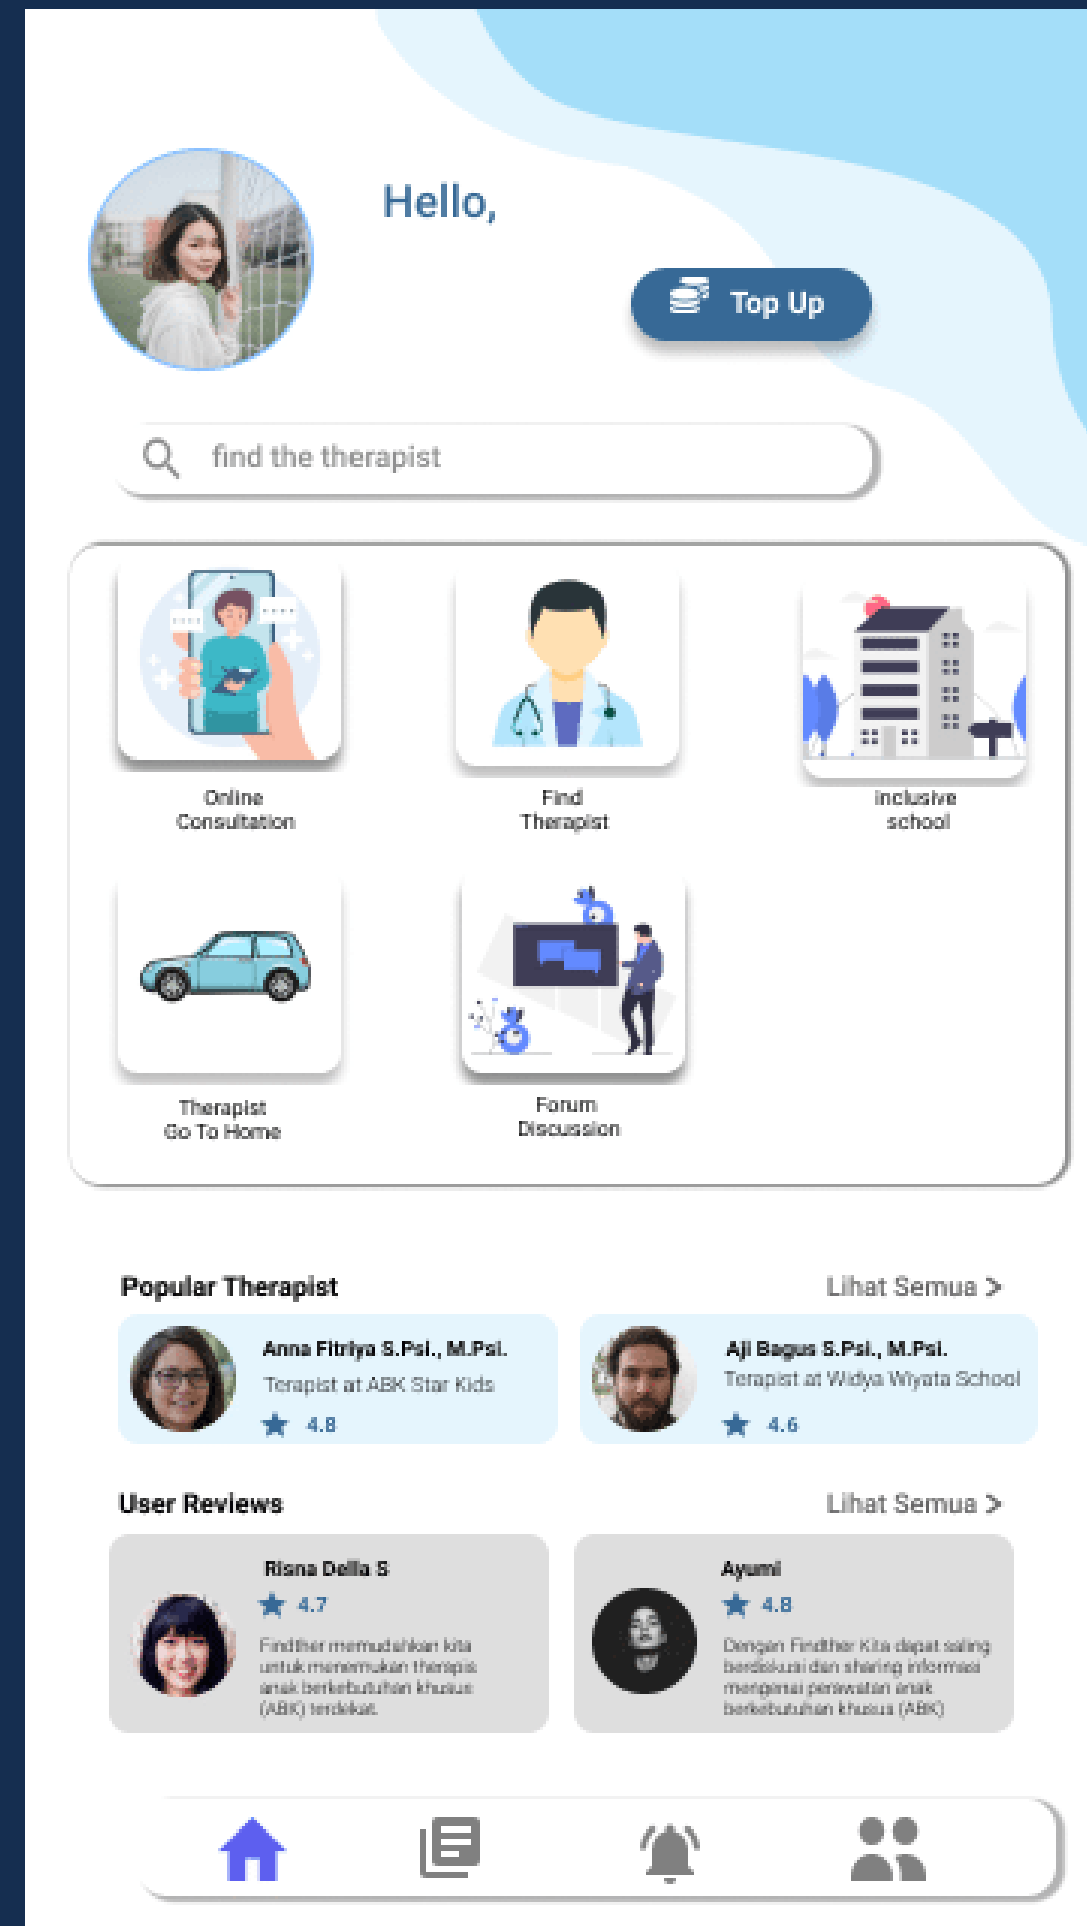 Hello,
Top Up
find the therapist
Online
Consultation
Find
Therapist
inclusive
school
Therapist
Go To Home
Forum
Discussion
Popular Therapist
Lihat Semua >
Anna Fitriya S.Psi., M.Psi.
Terapist at ABK Star Kids
4.8
Aji Bagus S.Psi., M.Psi.
Terapist at Widya Wiyata School
4.6
User Reviews
Lihat Semua >
Risna Della S
4.7
Findther memudahkan kita
untuk menemukan therapis
anak berkebutuhan khusus
(ABK) terdekat.
Ayumi
4.8
Dengan Findther Kita dapat saling
berdiskusi dan sharing informasi
mengenai perawatan anak
berkebutuhan khusus (ABK)